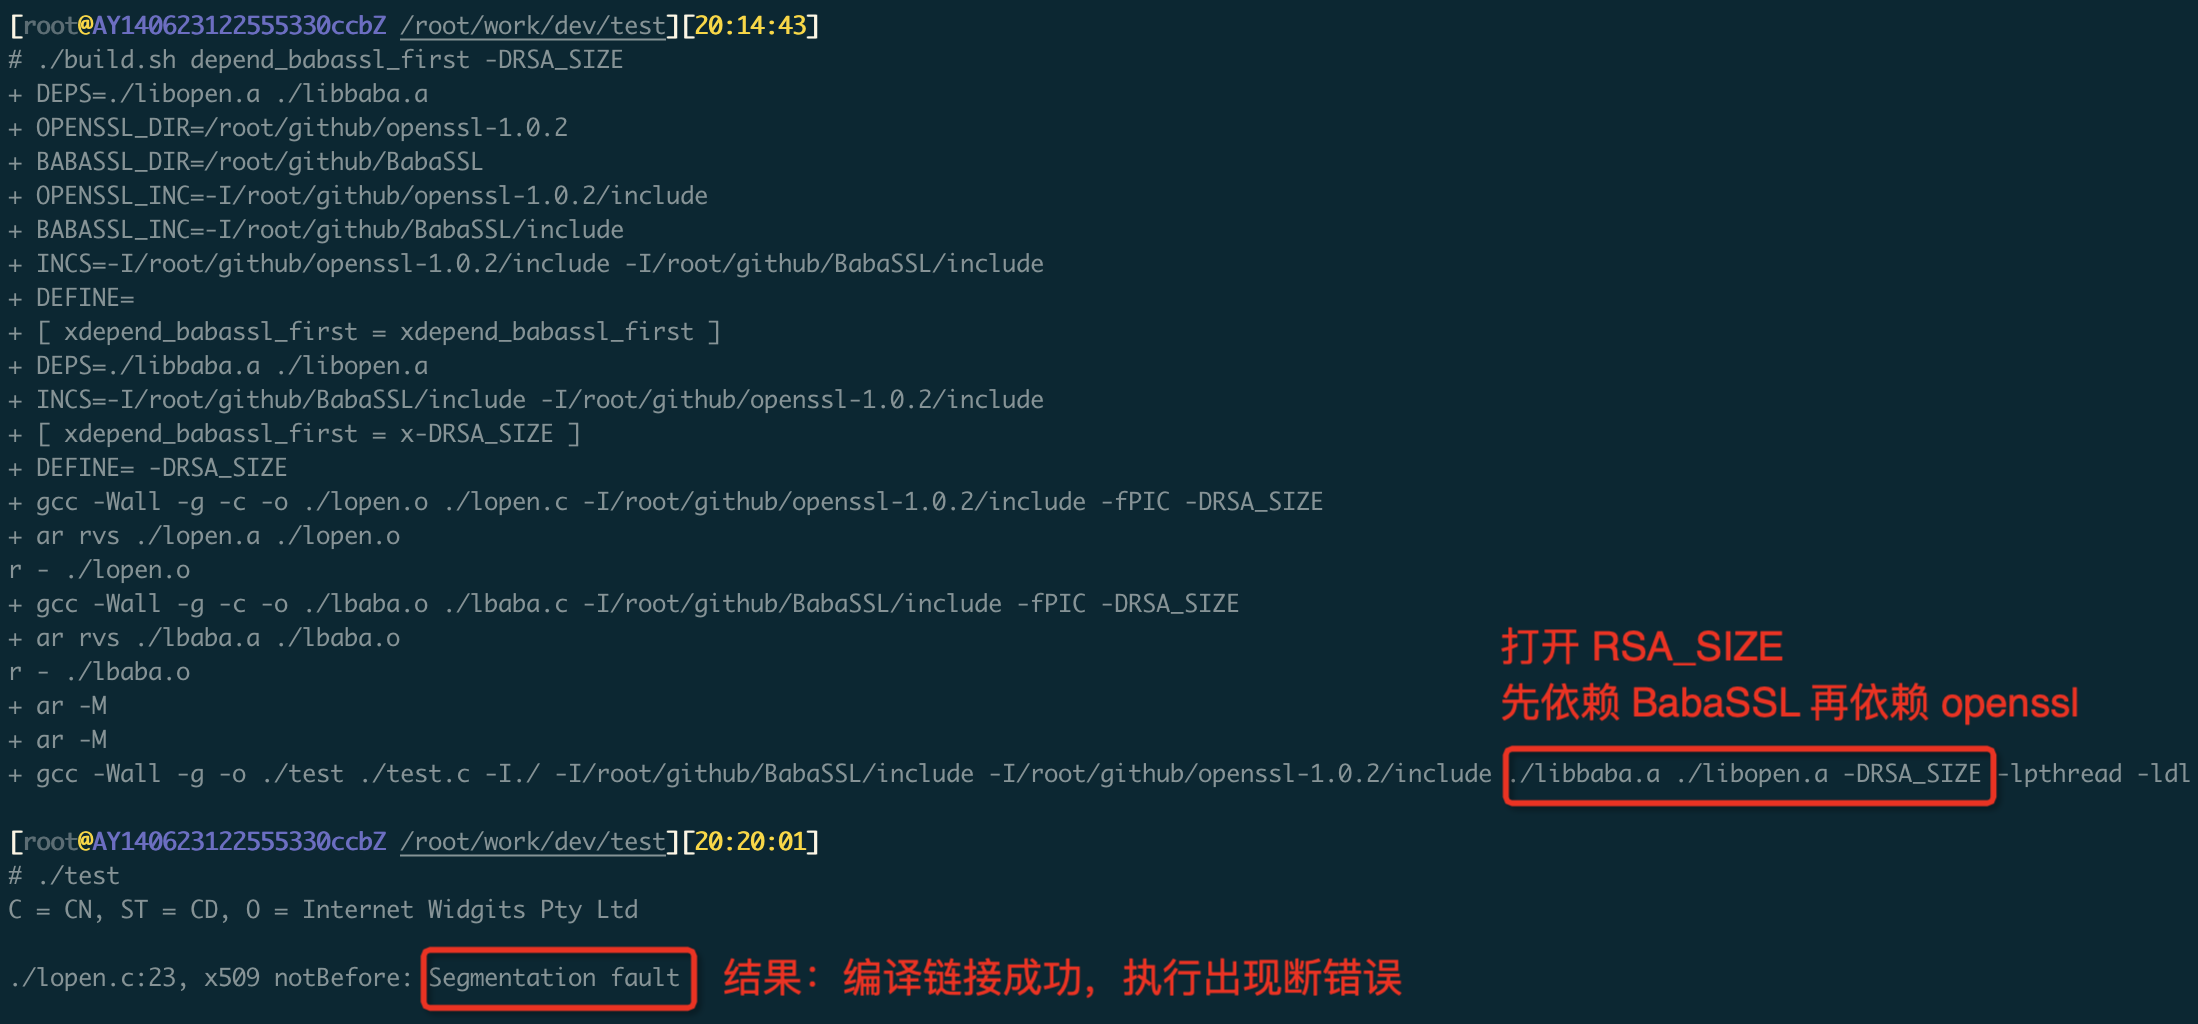 [root@AY140623122555330ccbZ /root/work/dev/test][20:14:43]
# ./build.sh depend_babassl_first -DRSA_SIZE
+ DEPS=./libopen.a ./libbaba.a
+ OPENSSL_DIR=/root/github/openssl-1.0.2
+ BABASSL_DIR=/root/github/BabaSSL
+ OPENSSL_INC=-I/root/github/openssl-1.0.2/include
+ BABASSL_INC=-I/root/github/BabaSSL/include
+ INCS=-I/root/github/openssl-1.0.2/include -I/root/github/BabaSSL/include
+ DEFINE=
+ [ xdepend_babassl_first = xdepend_babassl_first ]
+ DEPS=./libbaba.a ./libopen.a
+ INCS=-I/root/github/BabaSSL/include -I/root/github/openssl-1.0.2/include
+ [ xdepend_babassl_first = x-DRSA_SIZE ]
+ DEFINE= -DRSA_SIZE
+ gcc -Wall -g -c -o ./lopen.o ./lopen.c -I/root/github/openssl-1.0.2/include -fPIC -DRSA_SIZE
+ ar rvs ./lopen.a ./lopen.o
r - ./lopen.o
+ gcc -Wall -g -c -o ./lbaba.o ./lbaba.c -I/root/github/BabaSSL/include -fPIC -DRSA_SIZE
+ ar rvs ./lbaba.a ./lbaba.o
r - ./lbaba.o
打开 RSA_SIZE
先依赖 BabaSSL 再依赖 openssl
+ ar -M
+ ar -M
+ gcc -Wall -g -o ./test ./test.c -I./ -I/root/github/BabaSSL/include -I/root/github/openssl-1.0.2/include ./libbaba.a ./libopen.a -DRSA_SIZE -lpthread -ldl
[root@AY140623122555330ccbZ /root/work/dev/test][20:20:01]
# ./test
C = CN, ST = CD, O = Internet Widgits Pty Ltd
./lopen.c:23, x509 notBefore: Segmentation fault
结果：编译链接成功，执行出现断错误